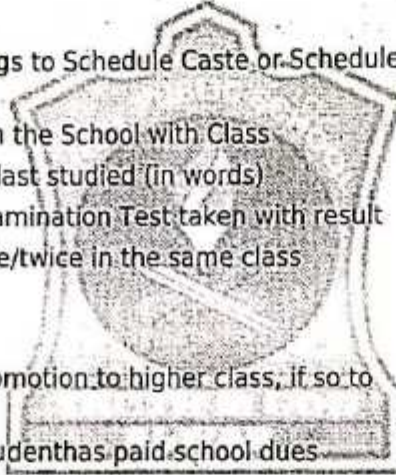 gs to Schedule Caste or Schedule
n the School with Class
last studied (in words)
amination Test taken with result
e/twice in the same class
omotion to higher class, if so to
udenthas paid school dues